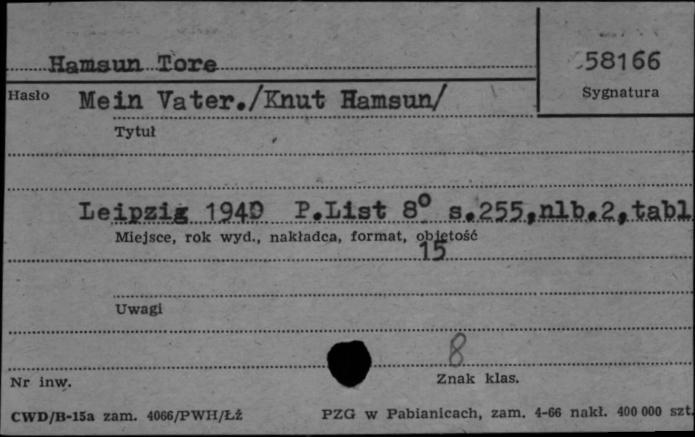 Hamsun Tore
58166
Hasło
Mein Vater./Knut Hamsun/
Sygnatura
Tytuł
Leipzig 1940 P.List 8° s.255,nlb.2,tabl
Miejsce, rok wyd., nakładca, format, objętość
15
Uwagi
8
Nr inw.
Znak klas.
CWD/B-15a zam. 4066/PWH/Łź
PZG w Pabianicach, zam. 4-66 nakł. 400 000 szt.